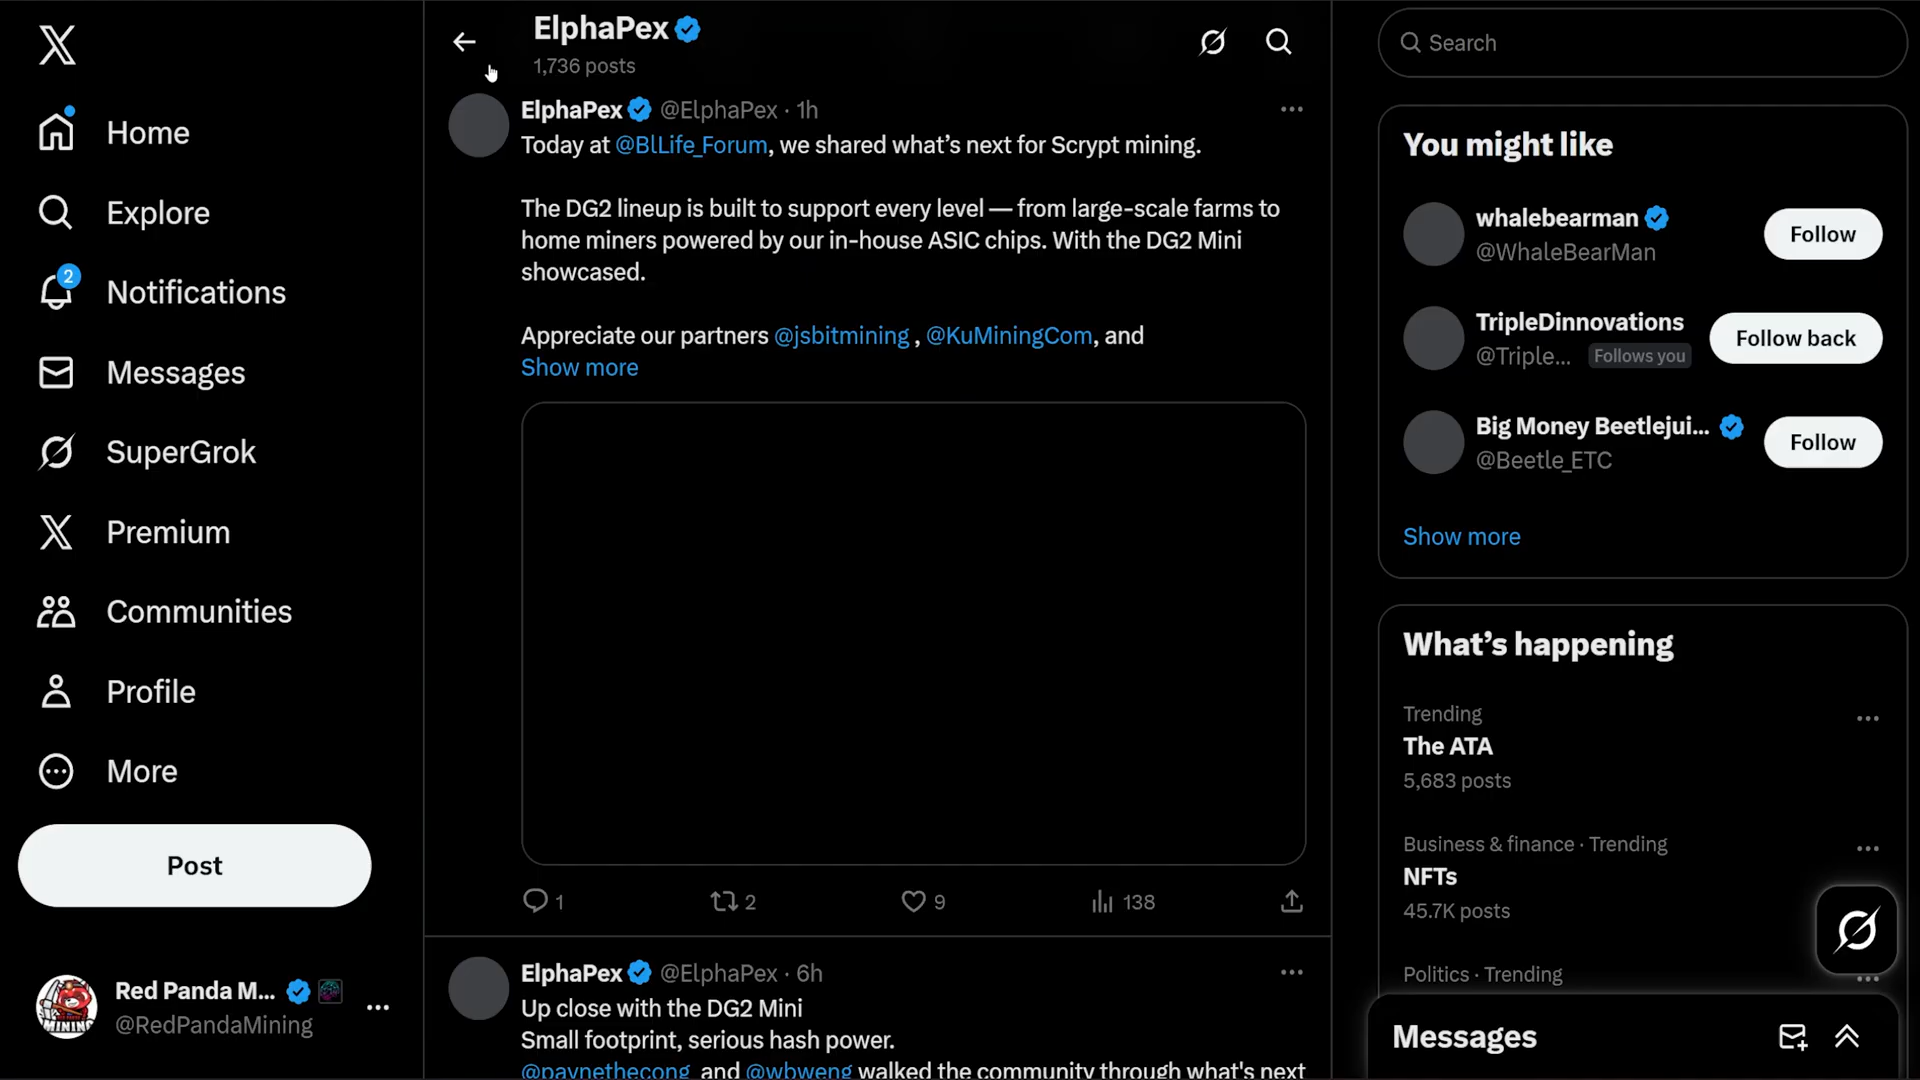 Home
Explore
2
Notifications
Messages
SuperGrok
Premium
Communities
Profile
More
Post
Red Panda M...
@RedPandaMining
MINING
ElphaPex
1,736 posts
ElphaPex @ElphaPex · 1h
Today at @BlLife_Forum, we shared what’s next for Scrypt mining.
The DG2 lineup is built to support every level — from large-scale farms to
home miners powered by our in-house ASIC chips. With the DG2 Mini
showcased.
Appreciate our partners @jsbitmining , @KuMiningCom, and
Show more
1
2
9
138
ElphaPex @ElphaPex · 6h
Up close with the DG2 Mini
Small footprint, serious hash power.
@paynethecong and @wbweng walked the community through what's next
Search
You might like
whalebearman
@WhaleBearMan
Follow
TripleDinnovations
@Triple... Follows you
Follow back
Big Money Beetlejui...
@Beetle_ETC
Follow
Show more
What’s happening
Trending
The ATA
5,683 posts
Business & finance · Trending
NFTs
45.7K posts
Politics · Trending
Messages